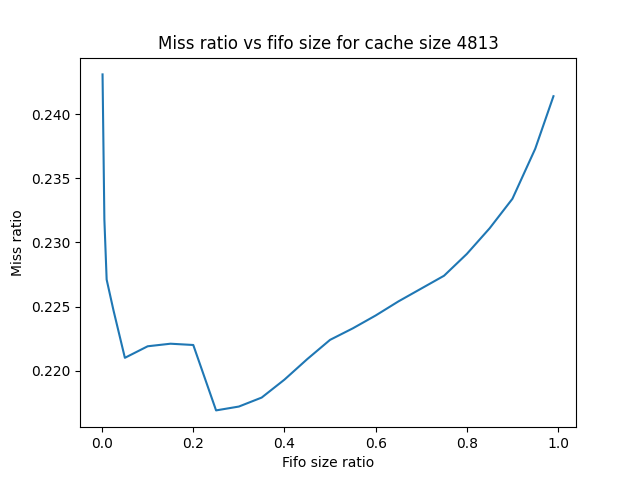 Miss ratio vs fifo size for cache size 4813
0.240
0.235
0.230
0.225
0.220
Miss ratio
0.0 0.2 0.4 0.6 0.8 1.0
Fifo size ratio